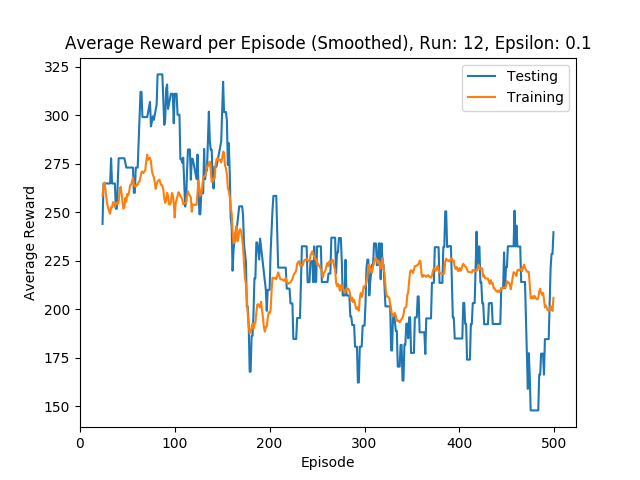 Average Reward per Episode (Smoothed), Run: 12, Epsilon: 0.1
Testing
Training
Average Reward
325
300
275
250
225
200
175
150
0 100 200 300 400 500
Episode